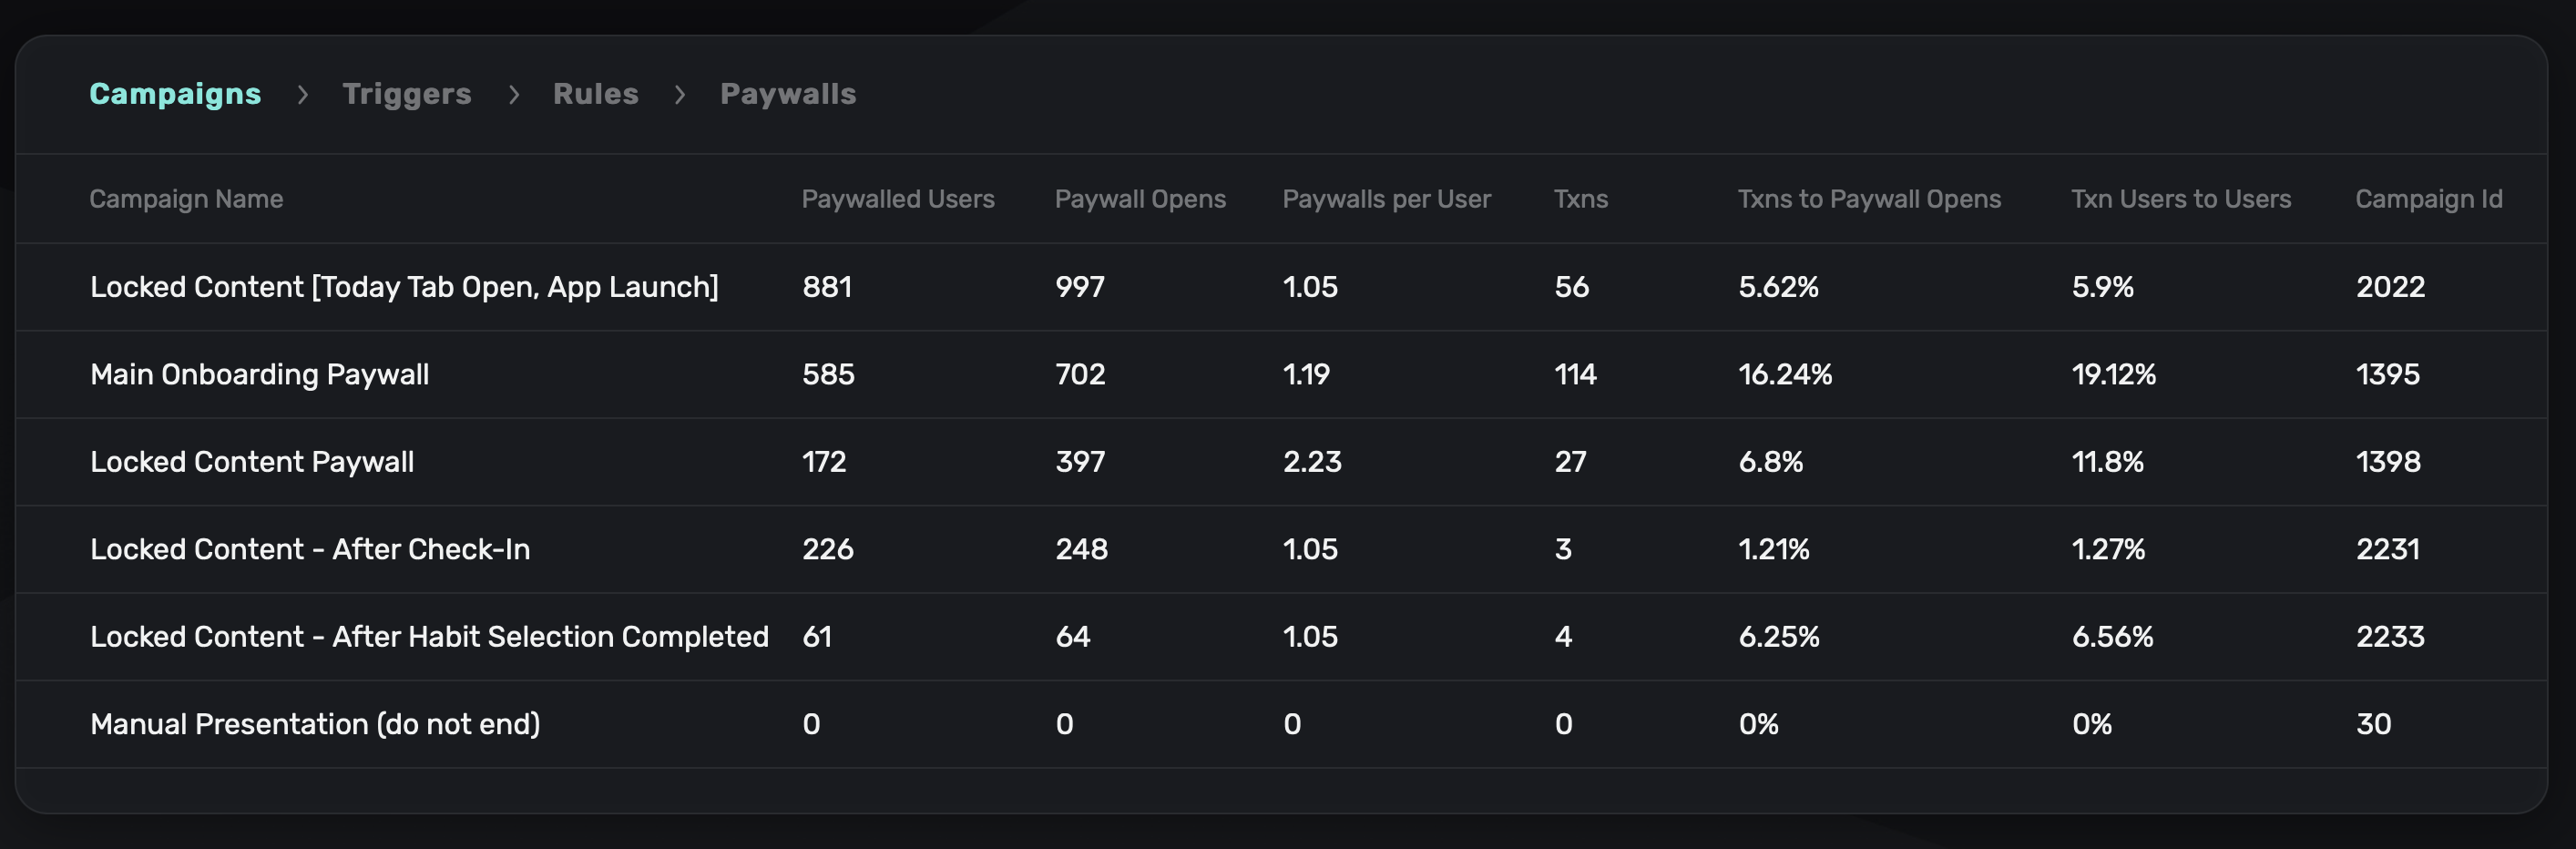 Campaigns > Triggers > Rules > Paywalls
Campaign Name Paywalled Users Paywall Opens Paywalls per User Txns Txns to Paywall Opens Txn Users to Users Campaign Id
Locked Content [Today Tab Open, App Launch] 881 997 1.05 56 5.62% 5.9% 2022
Main Onboarding Paywall 585 702 1.19 114 16.24% 19.12% 1395
Locked Content Paywall 172 397 2.23 27 6.8% 11.8% 1398
Locked Content - After Check-In 226 248 1.05 3 1.21% 1.27% 2231
Locked Content - After Habit Selection Completed 61 64 1.05 4 6.25% 6.56% 2233
Manual Presentation (do not end) 0 0 0 0 0% 0% 30